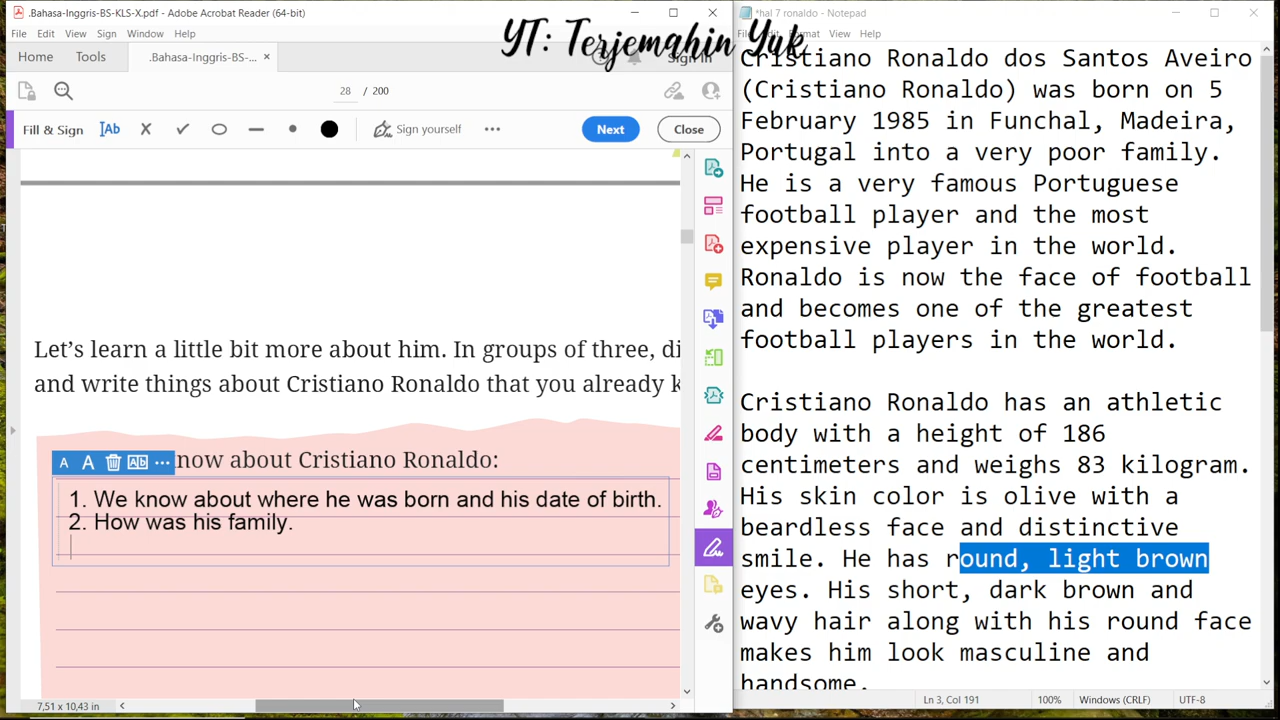 .Bahasa-Inggris-BS-KLS-X.pdf - Adobe Acrobat Reader (64-bit)
File Edit View Sign Window Help
Home Tools .Bahasa-Inggris-BS-... ×
Sign In
28 / 200
Fill & Sign Ab Sign yourself Next Close
Let's learn a little bit more about him. In groups of three, di
and write things about Cristiano Ronaldo that you already k
now about Cristiano Ronaldo:
1. We know about where he was born and his date of birth.
2. How was his family.
7,51 x 10,43 in
YT: Terjemahin Yuk
*hal 7 ronaldo - Notepad
Format View Help
Cristiano Ronaldo dos Santos Aveiro
(Cristiano Ronaldo) was born on 5
February 1985 in Funchal, Madeira,
Portugal into a very poor family.
He is a very famous Portuguese
football player and the most
expensive player in the world.
Ronaldo is now the face of football
and becomes one of the greatest
football players in the world.
Cristiano Ronaldo has an athletic
body with a height of 186
centimeters and weighs 83 kilogram.
His skin color is olive with a
beardless face and distinctive
smile. He has round, light brown
eyes. His short, dark brown and
wavy hair along with his round face
makes him look masculine and
handsome.
Ln 3, Col 191 100% Windows (CRLF) UTF-8